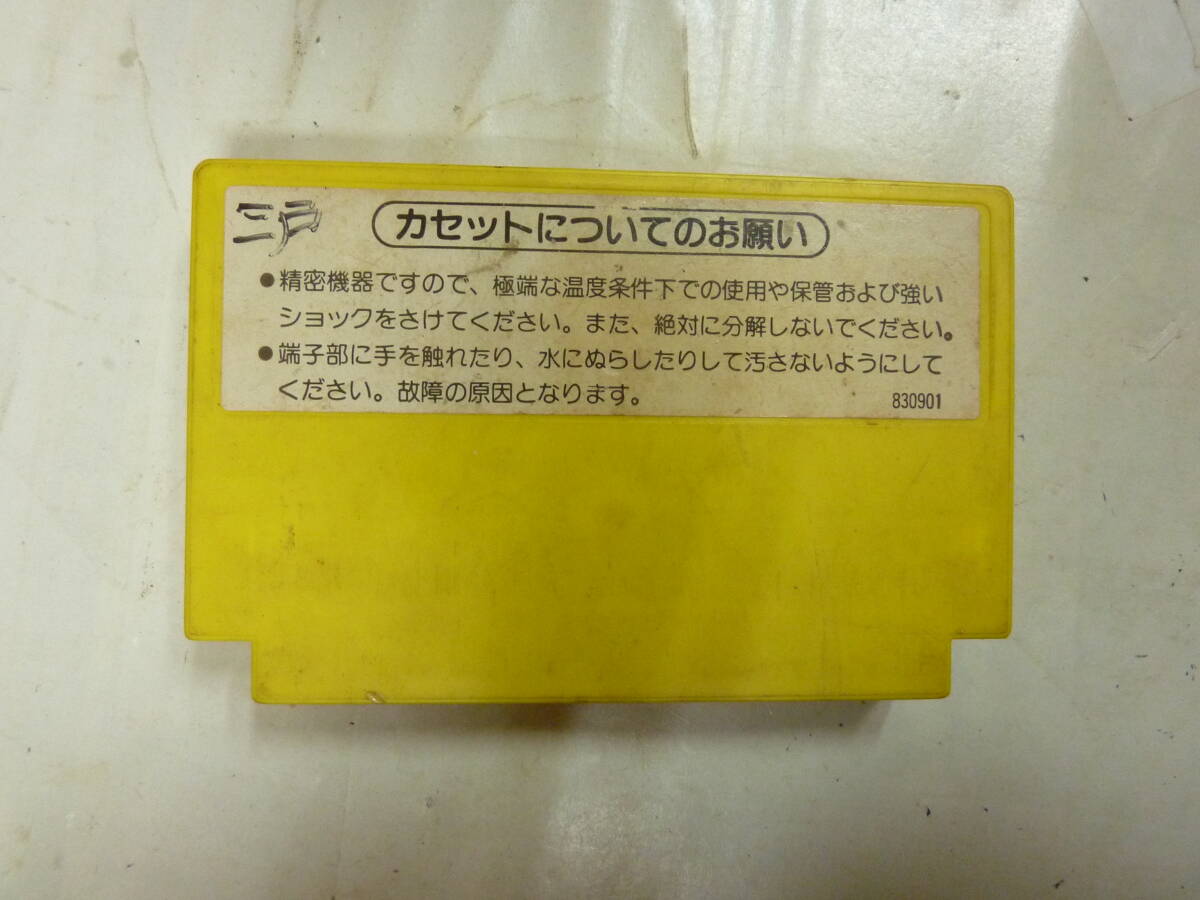 三戸
カセットについてのお願い
●精密機器ですので、極端な温度条件下での使用や保管および強い
ショックをさけてください。また、絶対に分解しないでください。
●端子部に手を触れたり、水にぬらしたりして汚さないようにして
ください。故障の原因となります。
830901